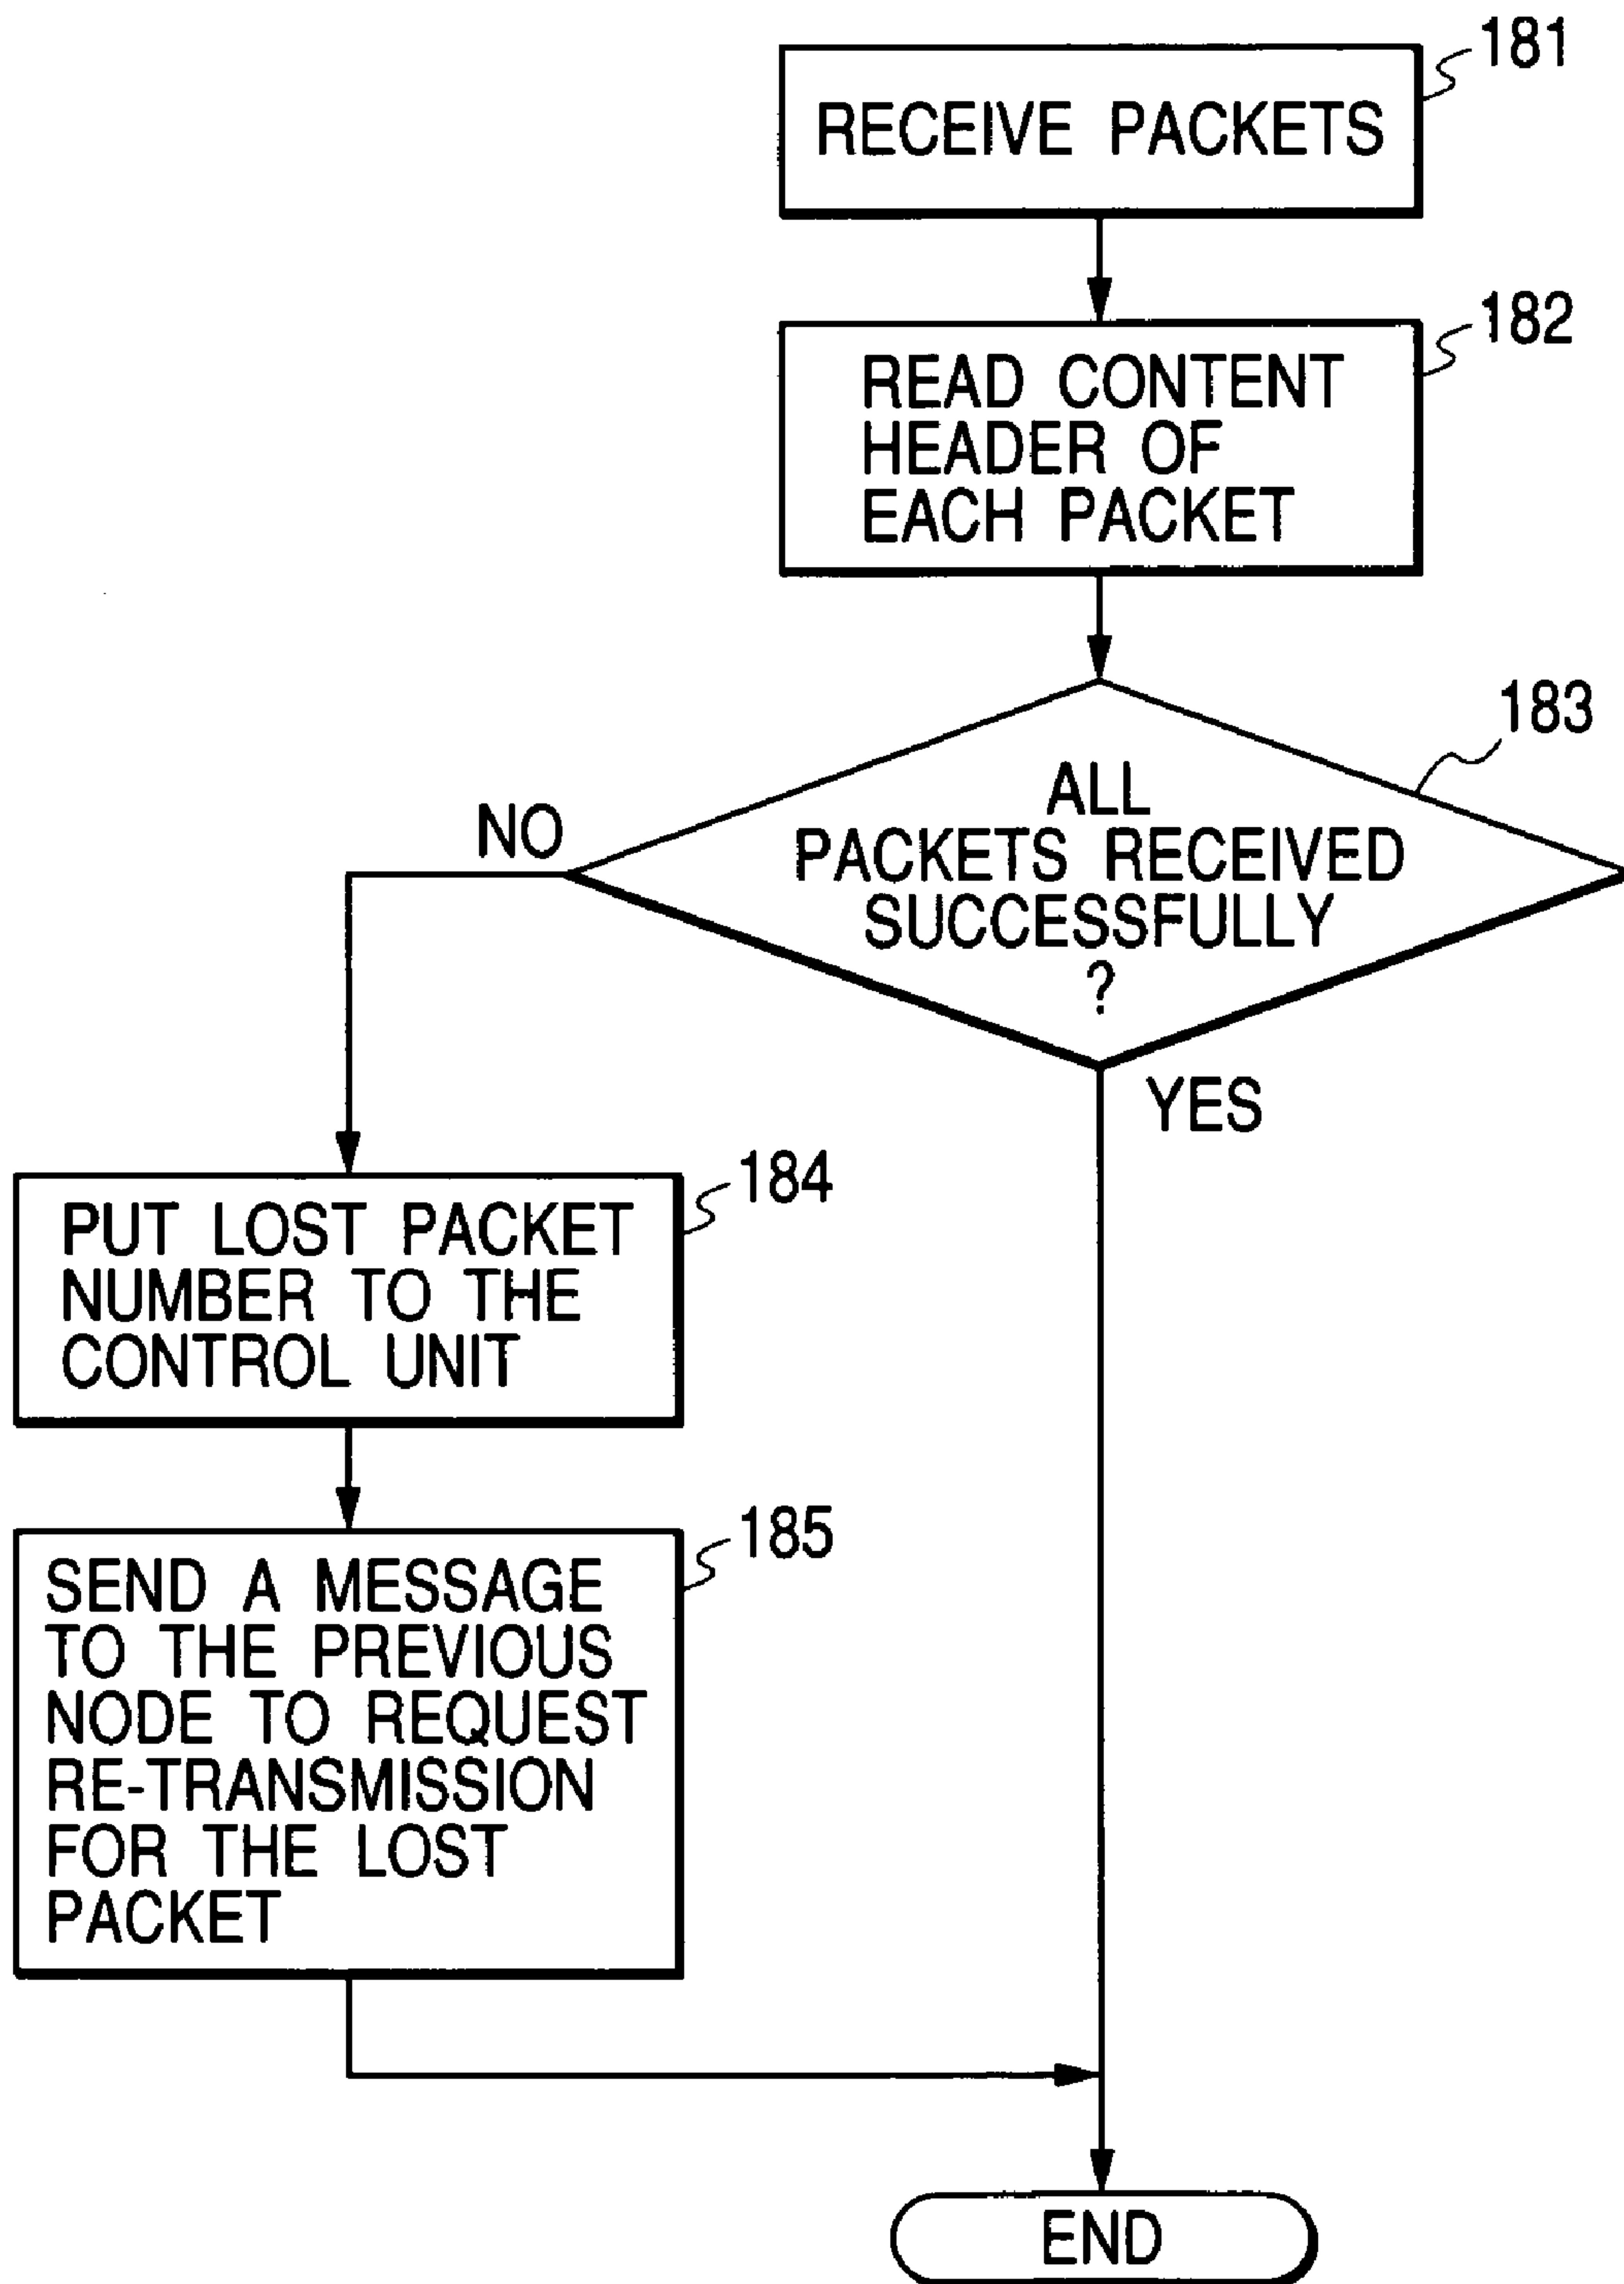 181
RECEIVE PACKETS
182
READ CONTENT
HEADER OF
EACH PACKET
183
ALL
PACKETS RECEIVED
SUCCESSFULLY
?
NO
YES
184
PUT LOST PACKET
NUMBER TO THE
CONTROL UNIT
185
SEND A MESSAGE
TO THE PREVIOUS
NODE TO REQUEST
RE-TRANSMISSION
FOR THE LOST
PACKET
END